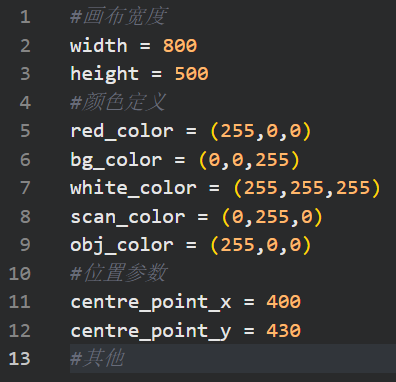 1 #画布宽度
2 width = 800
3 height = 500
4 #颜色定义
5 red_color = (255,0,0)
6 bg_color = (0,0,255)
7 white_color = (255,255,255)
8 scan_color = (0,255,0)
9 obj_color = (255,0,0)
10 #位置参数
11 centre_point_x = 400
12 centre_point_y = 430
13 #其他